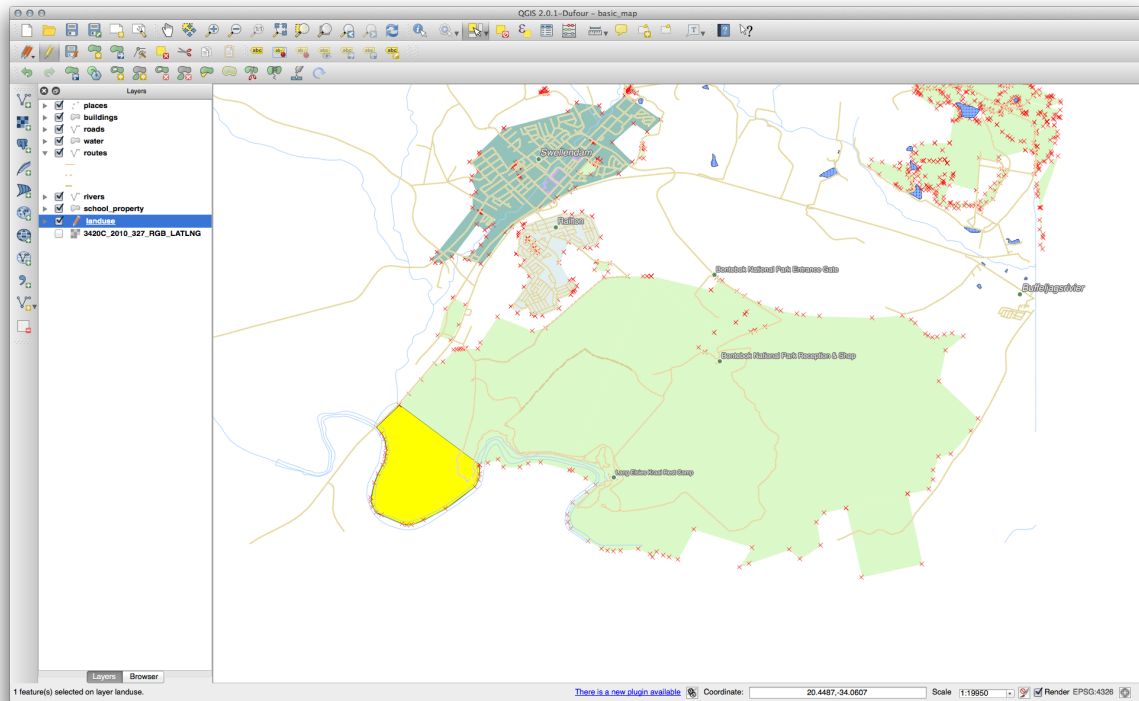 QGIS 2.0.1-Dufour - basic_map
Layers
places
buildings
roads
water
routes
rivers
school_property
landuse
3420C_2010_327_RGB_LATLNG
Swellendam
Railton
Bontebok National Park Entrance Gate
Buffeljagsrivier
Bontebok National Park Reception & Shop
Lang Elsies Kraal Rest Camp
Layers
Browser
1 feature(s) selected on layer landuse.
There is a new plugin available
Coordinate:
20.4487,-34.0607
Scale
1:19950
Render
EPSG:4326